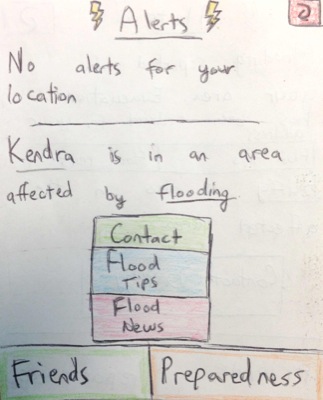 Alerts
2
No alerts for your
location
Kendra is in an area
affected by flooding
Contact
Flood
Tips
Flood
News
Friends
Preparedness